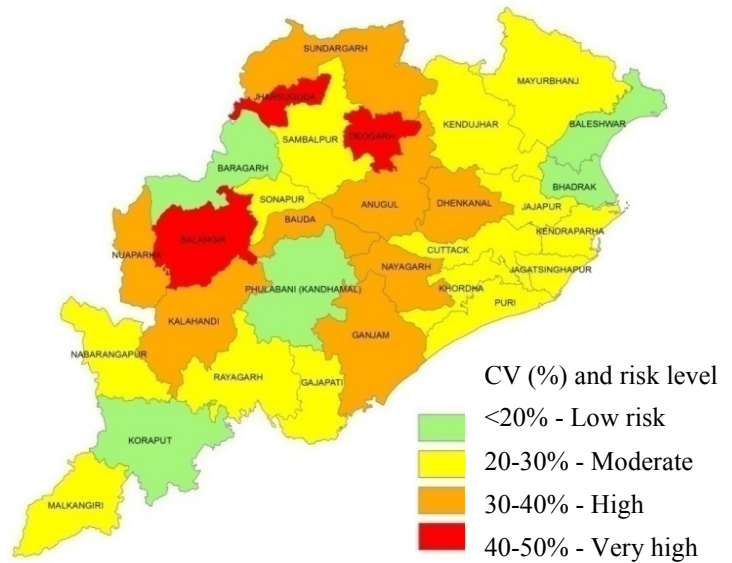 SUNDARGARH
MAYURBHANJ
JHARSUGUDA
KENDUJHAR
BALESHWAR
DEOGARH
SAMBALPUR
BARAGARH
BHADRAK
SONAPUR
ANUGUL
DHENKANAL
JAJAPUR
BAUDA
KENDRAPARHA
BALANGIR
CUTTACK
NUAPARHA
NAYAGARH
JAGATSINGHAPUR
PHULABANI (KANDHAMAL)
KHORDHA
PURI
KALAHANDI
GANJAM
NABARANGAPUR
RAYAGARH
GAJAPATI
KORAPUT
MALKANGIRI
CV (%) and risk level
<20% - Low risk
20-30% - Moderate
30-40% - High
40-50% - Very high